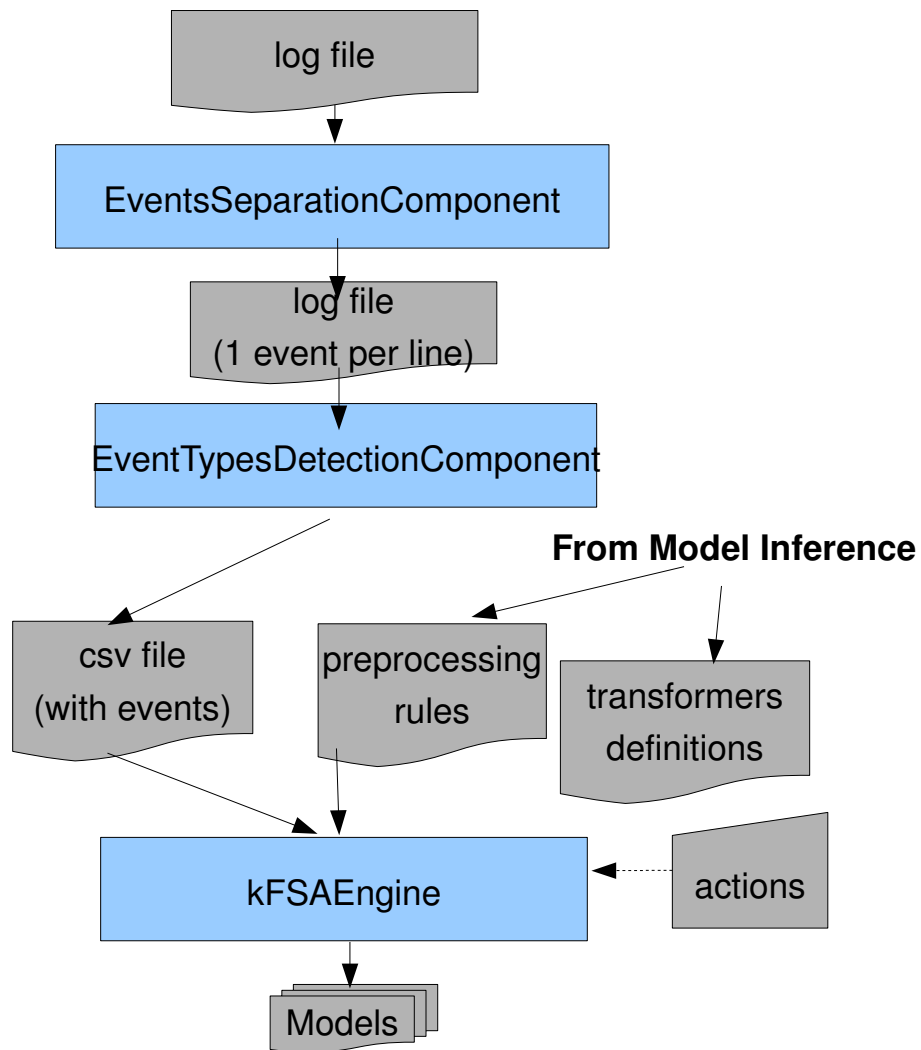 log file
EventsSeparationComponent
log file
(1 event per line)
EventTypesDetectionComponent
From Model Inference
csv file
(with events)
preprocessing
rules
transformers
definitions
kFSAEngine
actions
Models